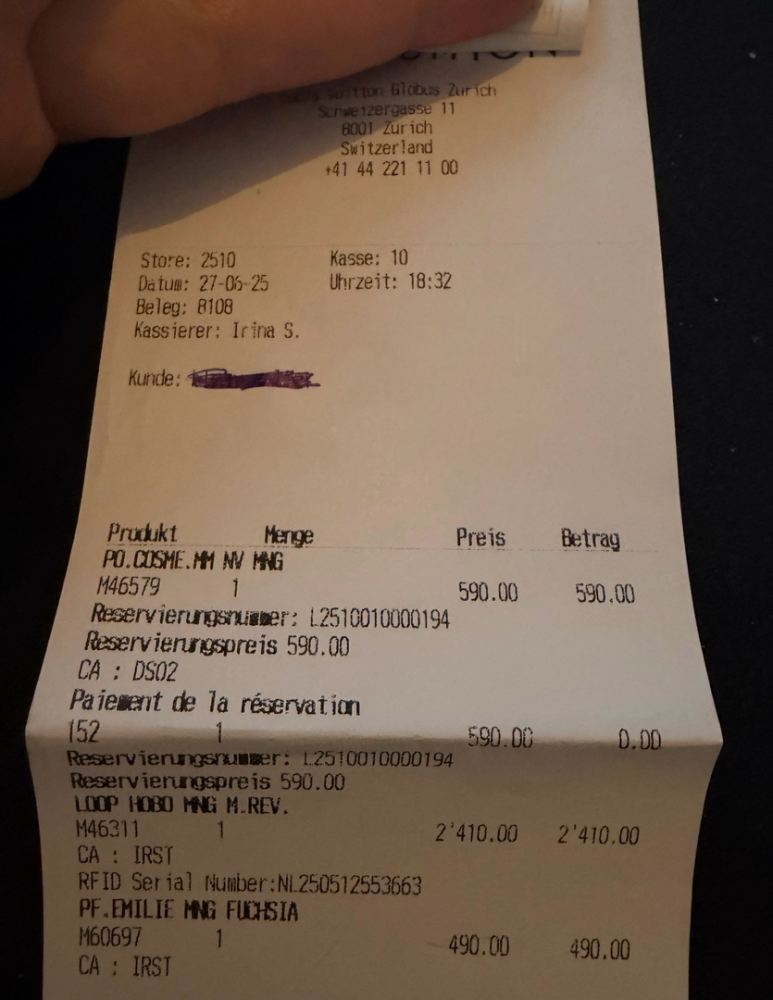 Globus Zurich
Schweizergasse 11
8001 Zurich
Switzerland
+41 44 221 11 00
Store: 2510 Kasse: 10
Datum: 27-06-25 Uhrzeit: 18:32
Beleg: 8108
Kassierer: Irina S.
Kunde:
Produkt Menge Preis Betrag
PO.COSME.MM NV MNG
M46579 1 590.00 590.00
Reservierungsnummer: L2510010000194
Reservierungspreis 590.00
CA : DS02
Paiement de la réservation
152 1 590.00 0.00
Reservierungsnummer: L2510010000194
Reservierungspreis 590.00
LOOP HOBO MNG M.REV.
M46311 1 2'410.00 2'410.00
CA : IRST
RFID Serial Number:NL250512553663
PF.EMILIE MNG FUCHSIA
M60697 1 490.00 490.00
CA : IRST